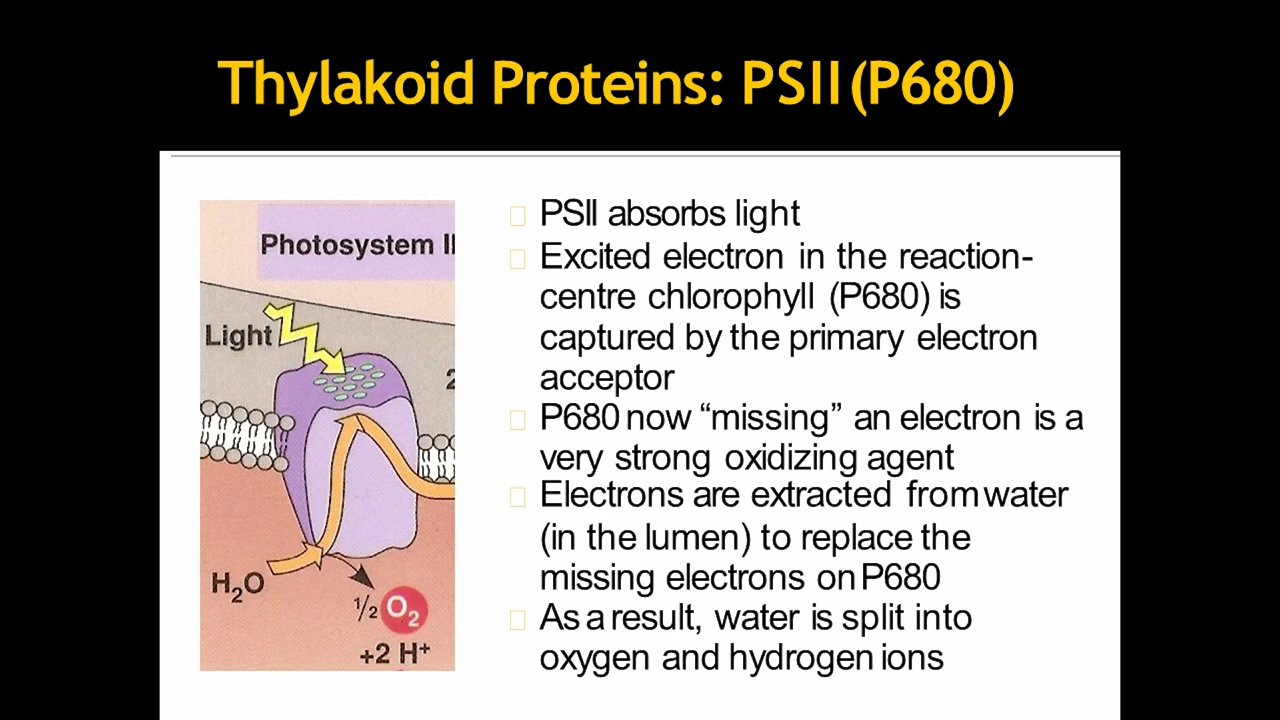 Thylakoid Proteins: PSII (P680)
Photosystem II
Light
2
H₂O
½ O₂
+2 H⁺
PSII absorbs light
Excited electron in the reaction-
centre chlorophyll (P680) is
captured by the primary electron
acceptor
P680 now “missing” an electron is a
very strong oxidizing agent
Electrons are extracted from water
(in the lumen) to replace the
missing electrons on P680
As a result, water is split into
oxygen and hydrogen ions